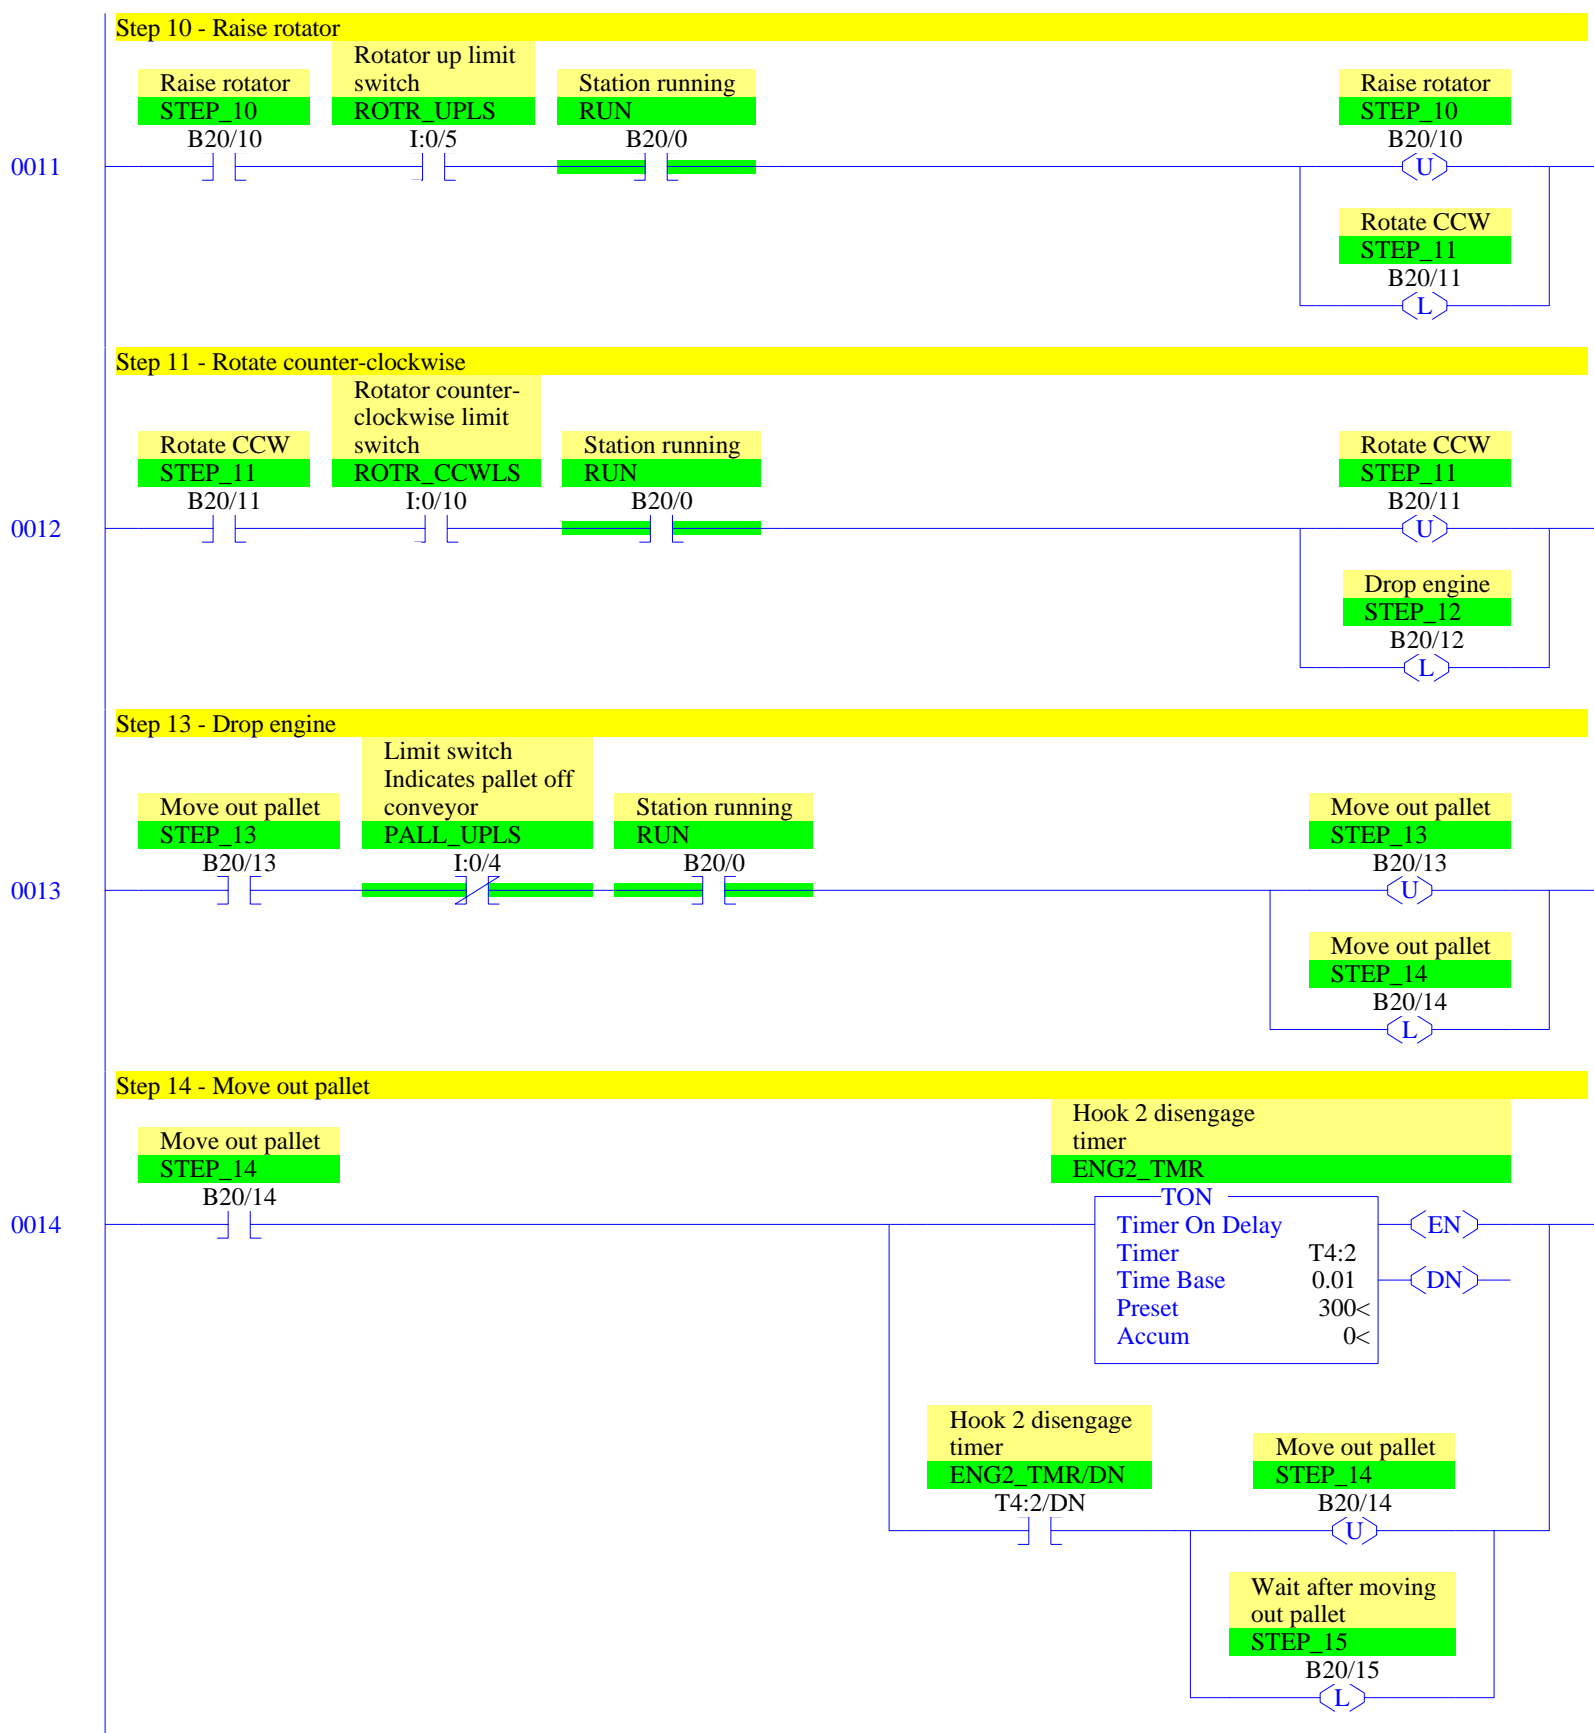 Step 10 - Raise rotator
Raise rotator
STEP_10
B20/10
Rotator up limit
switch
ROTR_UPLS
I:0/5
Station running
RUN
B20/0
Raise rotator
STEP_10
B20/10
0011
U
Rotate CCW
STEP_11
B20/11
L
Step 11 - Rotate counter-clockwise
Rotate CCW
STEP_11
B20/11
Rotator counter-
clockwise limit
switch
ROTR_CCWLS
I:0/10
Station running
RUN
B20/0
Rotate CCW
STEP_11
B20/11
0012
U
Drop engine
STEP_12
B20/12
L
Step 13 - Drop engine
Move out pallet
STEP_13
B20/13
Limit switch
Indicates pallet off
conveyor
PALL_UPLS
I:0/4
Station running
RUN
B20/0
Move out pallet
STEP_13
B20/13
0013
U
Move out pallet
STEP_14
B20/14
L
Step 14 - Move out pallet
Move out pallet
STEP_14
B20/14
Hook 2 disengage
timer
ENG2_TMR
0014
TON
Timer On Delay
Timer T4:2
Time Base 0.01
Preset 300<
Accum 0<
EN
DN
Hook 2 disengage
timer
ENG2_TMR/DN
T4:2/DN
Move out pallet
STEP_14
B20/14
U
Wait after moving
out pallet
STEP_15
B20/15
L